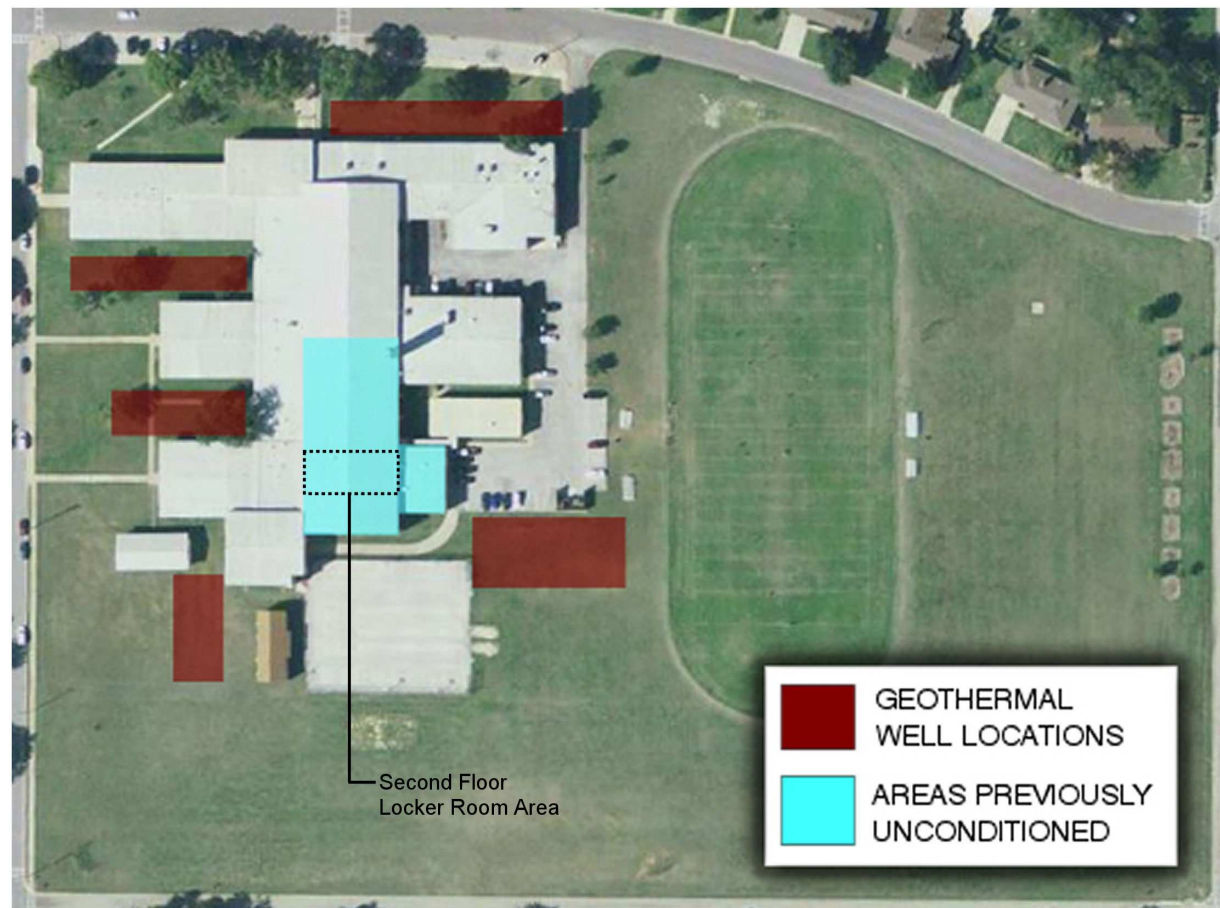 Second Floor
Locker Room Area
GEOTHERMAL
WELL LOCATIONS
AREAS PREVIOUSLY
UNCONDITIONED